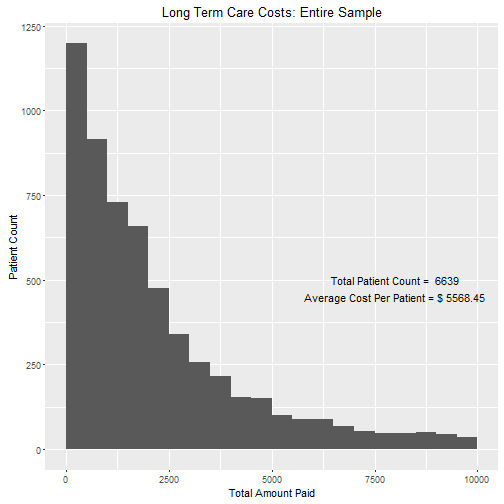 Long Term Care Costs: Entire Sample
1250
1000
750
500
250
0
Patient Count
Total Patient Count =  6639
Average Cost Per Patient = $ 5568.45
0 2500 5000 7500 10000
Total Amount Paid